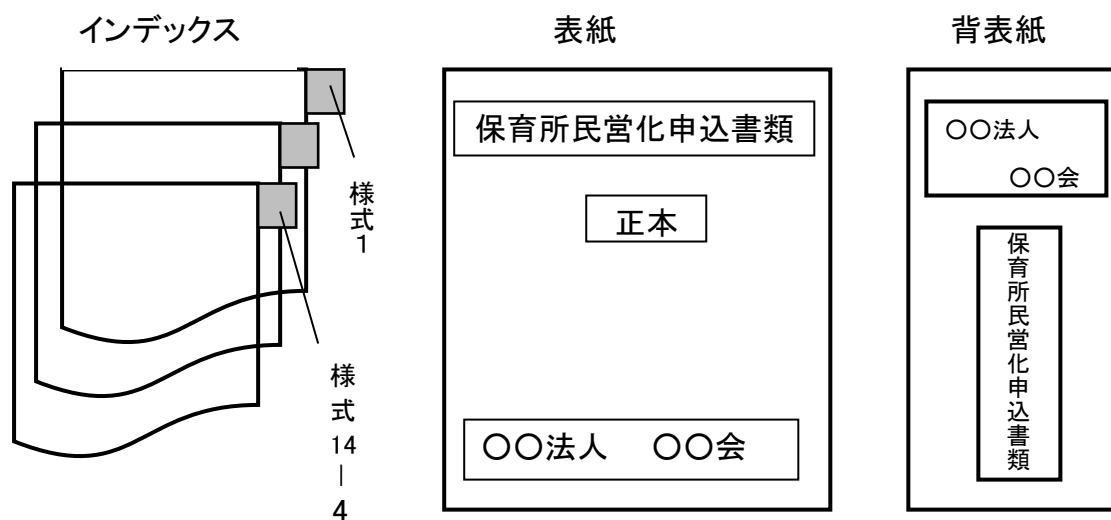 インデックス
様式1
様式14―4
表紙
保育所民営化申込書類
正本
〇〇法人　〇〇会
背表紙
〇〇法人
〇〇会
保育所民営化申込書類